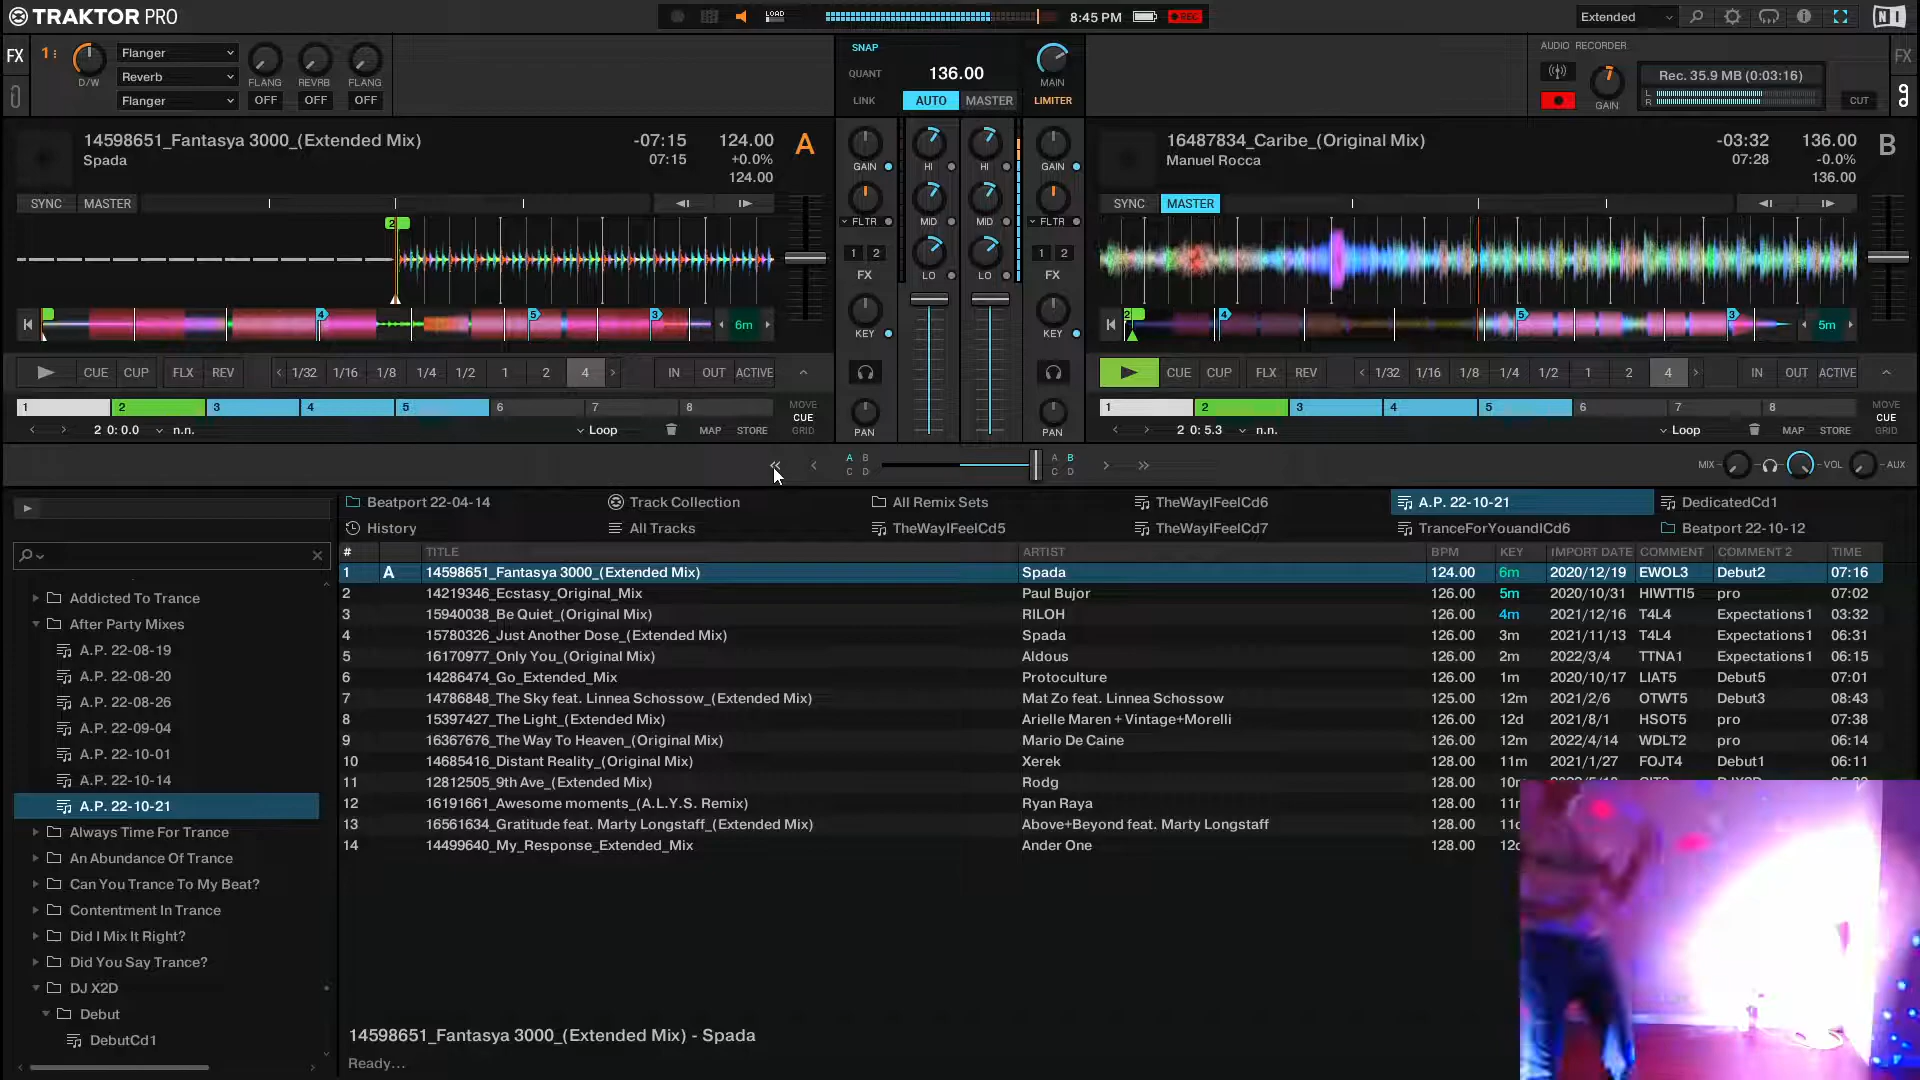 TRAKTOR PRO
LOAD
8:45 PM
REC
Extended
FX
1
D/W
Flanger
Reverb
Flanger
FLANG
REVRB
FLANG
OFF
OFF
OFF
SNAP
QUANT
LINK
136.00
AUTO
MASTER
MAIN
LIMITER
AUDIO RECORDER
GAIN
Rec. 35.9 MB (0:03:16)
L
R
CUT
FX
14598651_Fantasya 3000_(Extended Mix)
Spada
-07:15
07:15
124.00
+0.0%
124.00
A
SYNC
MASTER
2
4
5
3
6m
CUE
CUP
FLX
REV
1/32
1/16
1/8
1/4
1/2
1
2
4
IN
OUT
ACTIVE
1
2
3
4
5
6
7
8
MOVE
CUE
GRID
2 0: 0.0
n.n.
Loop
MAP
STORE
GAIN
HI
HI
GAIN
FLTR
MID
MID
FLTR
1 2
FX
LO
LO
1 2
FX
KEY
KEY
PAN
PAN
16487834_Caribe_(Original Mix)
Manuel Rocca
-03:32
07:28
136.00
-0.0%
136.00
B
SYNC
MASTER
2
4
5
3
5m
CUE
CUP
FLX
REV
1/32
1/16
1/8
1/4
1/2
1
2
4
IN
OUT
ACTIVE
1
2
3
4
5
6
7
8
MOVE
CUE
GRID
2 0: 5.3
n.n.
Loop
MAP
STORE
A B
C D
A B
C D
MIX
VOL
AUX
Beatport 22-04-14
Track Collection
All Remix Sets
TheWayIFeelCd6
A.P. 22-10-21
DedicatedCd1
History
All Tracks
TheWayIFeelCd5
TheWayIFeelCd7
TranceForYouandICd6
Beatport 22-10-12
Addicted To Trance
After Party Mixes
A.P. 22-08-19
A.P. 22-08-20
A.P. 22-08-26
A.P. 22-09-04
A.P. 22-10-01
A.P. 22-10-14
A.P. 22-10-21
Always Time For Trance
An Abundance Of Trance
Can You Trance To My Beat?
Contentment In Trance
Did I Mix It Right?
Did You Say Trance?
DJ X2D
Debut
DebutCd1
# TITLE ARTIST BPM KEY IMPORT DATE COMMENT COMMENT 2 TIME
1 A 14598651_Fantasya 3000_(Extended Mix) Spada 124.00 6m 2020/12/19 EWOL3 Debut2 07:16
2 14219346_Ecstasy_Original_Mix Paul Bujor 126.00 5m 2020/10/31 HIWTTI5 pro 07:02
3 15940038_Be Quiet_(Original Mix) RILOH 126.00 4m 2021/12/16 T4L4 Expectations1 03:32
4 15780326_Just Another Dose_(Extended Mix) Spada 126.00 3m 2021/11/13 T4L4 Expectations1 06:31
5 16170977_Only You_(Original Mix) Aldous 126.00 2m 2022/3/4 TTNA1 Expectations1 06:15
6 14286474_Go_Extended_Mix Protoculture 126.00 1m 2020/10/17 LIAT5 Debut5 07:01
7 14786848_The Sky feat. Linnea Schossow_(Extended Mix) Mat Zo feat. Linnea Schossow 125.00 12m 2021/2/6 OTWT5 Debut3 08:43
8 15397427_The Light_(Extended Mix) Arielle Maren + Vintage+Morelli 126.00 12d 2021/8/1 HSOT5 pro 07:38
9 16367676_The Way To Heaven_(Original Mix) Mario De Caine 126.00 12m 2022/4/14 WDLT2 pro 06:14
10 14685416_Distant Reality_(Original Mix) Xerek 128.00 11m 2021/1/27 FOJT4 Debut1 06:11
11 12812505_9th Ave_(Extended Mix) Rodg 128.00
12 16191661_Awesome moments_(A.L.Y.S. Remix) Ryan Raya 128.00
13 16561634_Gratitude feat. Marty Longstaff_(Extended Mix) Above+Beyond feat. Marty Longstaff 128.00
14 14499640_My_Response_Extended_Mix Ander One 128.00
14598651_Fantasya 3000_(Extended Mix) - Spada
Ready...